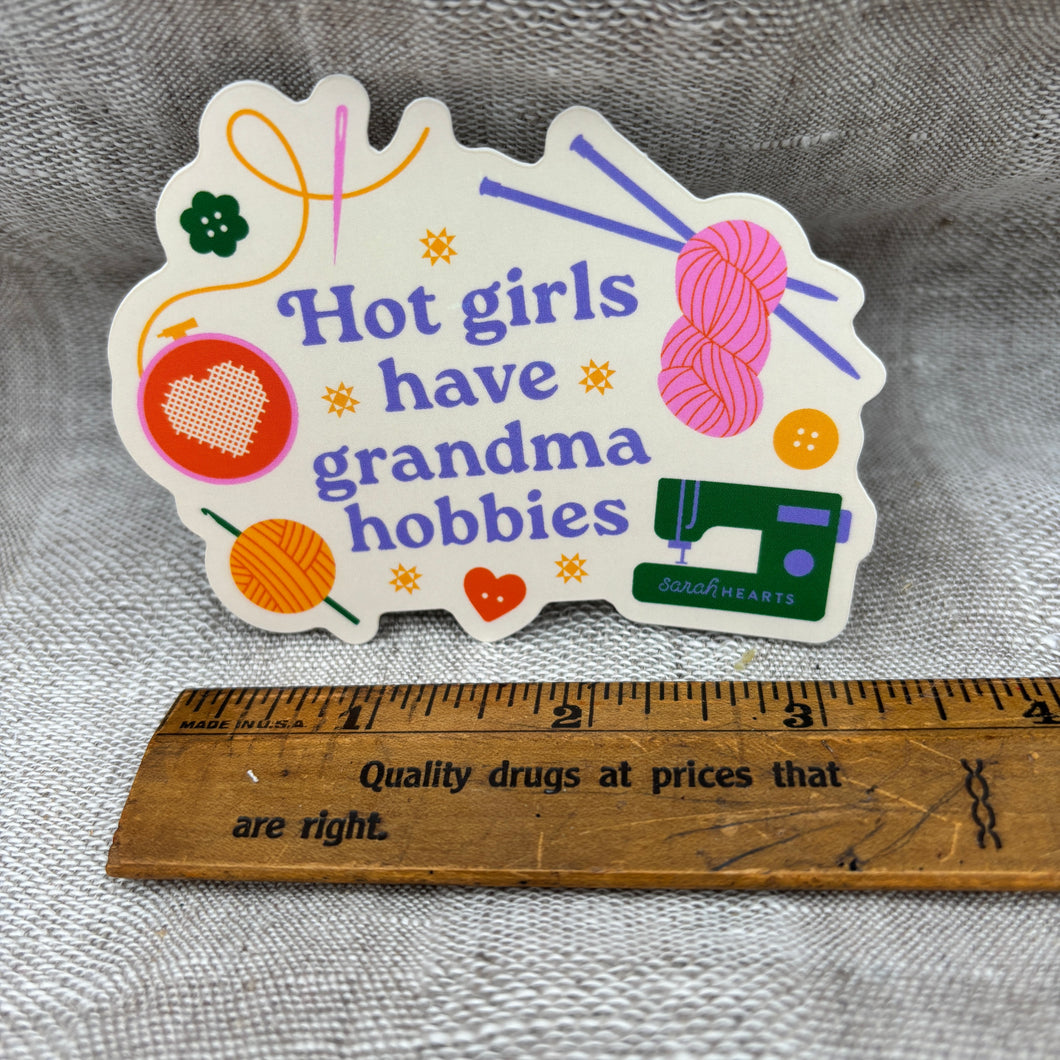 Hot girls
have
grandma
hobbies
sarah HEARTS
1 2 3 4
MADE IN U.S.A
Quality drugs at prices that
are right.